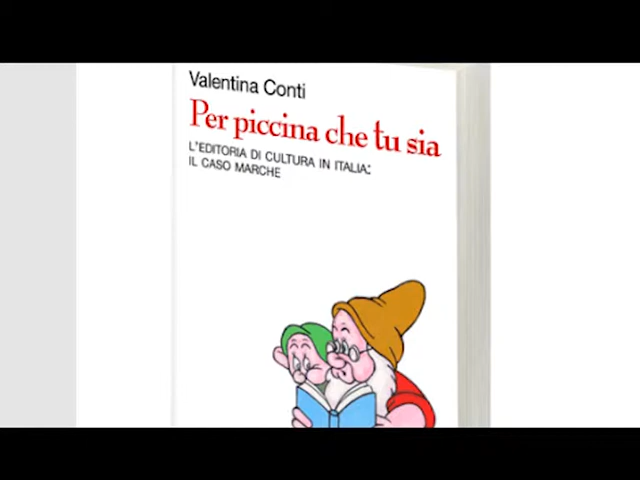 Valentina Conti
Per piccina che tu sia
L'EDITORIA DI CULTURA IN ITALIA:
IL CASO MARCHE